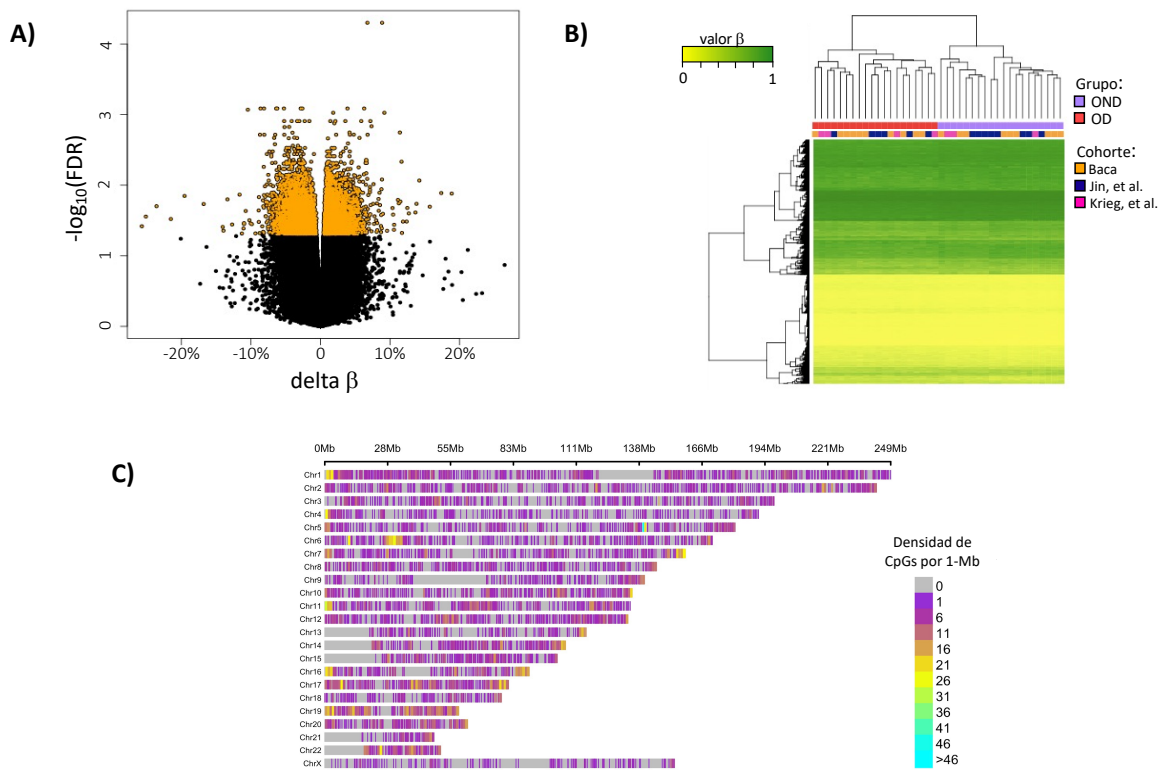 A)
-log10(FDR)
4
3
2
1
0
-20%
-10%
0
10%
20%
delta β
B)
valor β
0
1
Grupo:
OND
OD
Cohorte:
Baca
Jin, et al.
Krieg, et al.
C)
0Mb 28Mb 55Mb 83Mb 111Mb 138Mb 166Mb 194Mb 221Mb 249Mb
Chr1
Chr2
Chr3
Chr4
Chr5
Chr6
Chr7
Chr8
Chr9
Chr10
Chr11
Chr12
Chr13
Chr14
Chr15
Chr16
Chr17
Chr18
Chr19
Chr20
Chr21
Chr22
ChrX
Densidad de
CpGs por 1-Mb
0
1
6
11
16
21
26
31
36
41
46
>46